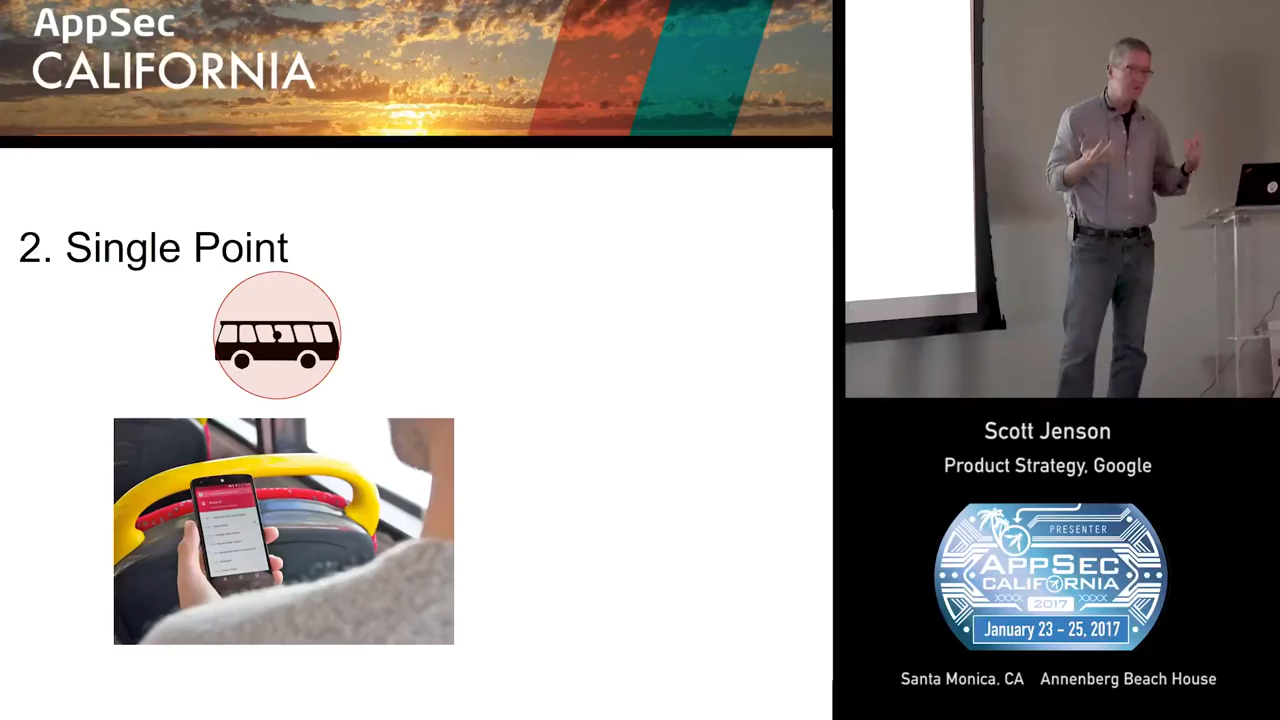 AppSec
CALIFORNIA
2. Single Point
Scott Jenson
Product Strategy, Google
PRESENTER
APPSEC
CALIFORNIA
2017
January 23 - 25, 2017
Santa Monica, CA Annenberg Beach House